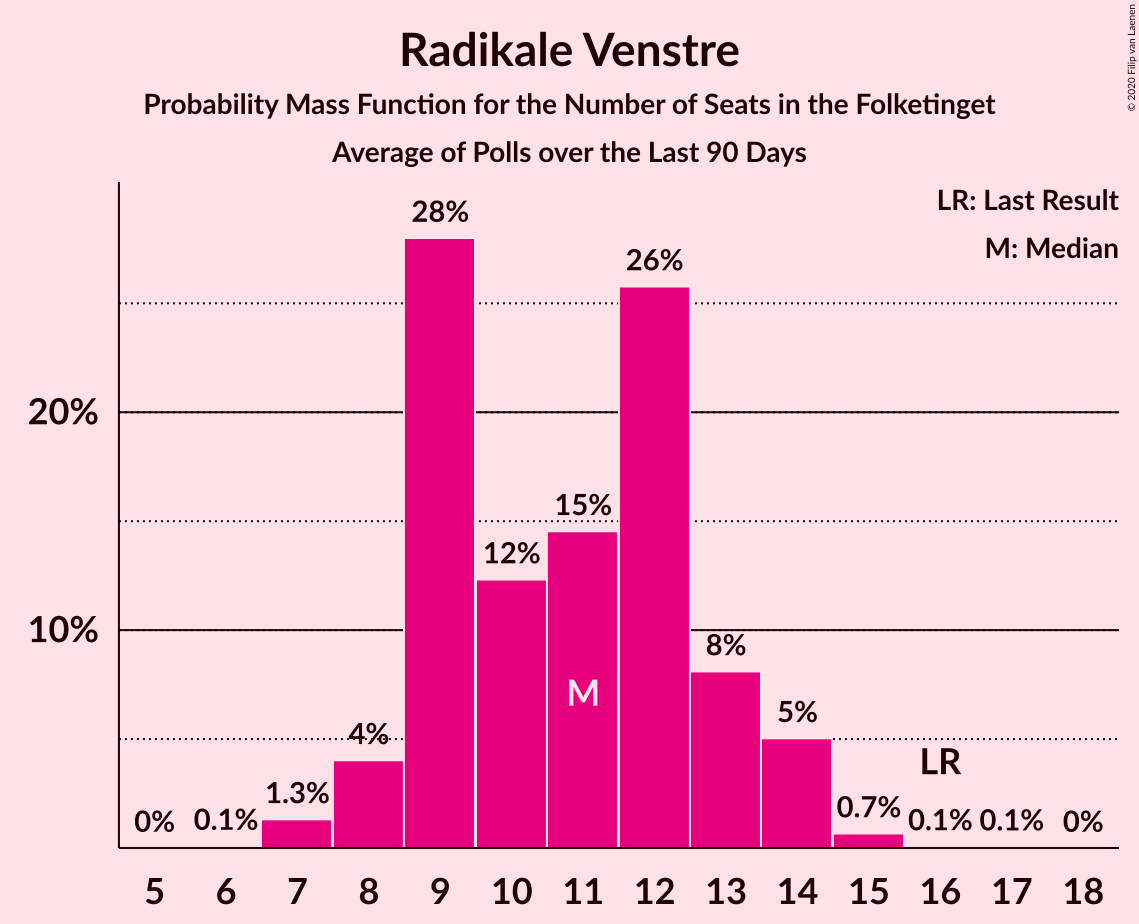 Radikale Venstre
Probability Mass Function for the Number of Seats in the Folketinget
Average of Polls over the Last 90 Days
© 2020 Filip van Laenen
LR: Last Result
M: Median
28%
26%
20%
15%
12%
10%
8%
M
5%
4%
LR
1.3%
0.7%
0% 0.1% 0.1% 0.1% 0%
5 6 7 8 9 10 11 12 13 14 15 16 17 18